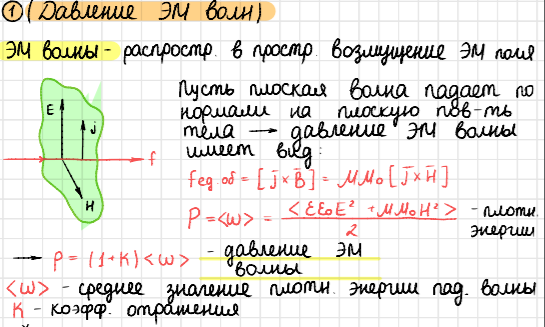 ① (Давление ЭМ волн)
ЭМ волны - распростр. в простр. возмущение ЭМ поля
Пусть плоская волна падает по
нормали на плоскую пов-ть
тела → давление ЭМ волны
имеет вид:
E
j
f
H
Fед.об = [j̄ × B̄] = μμ₀ [j̄ × H̄]
P = <w> = <εε₀E² + μμ₀H²> / 2 - плотн. энергии
→ p = (1+K) <w> - давление ЭМ
волны
<w> - среднее значение плотн. энергии пад. волны
K - коэфф. отражения